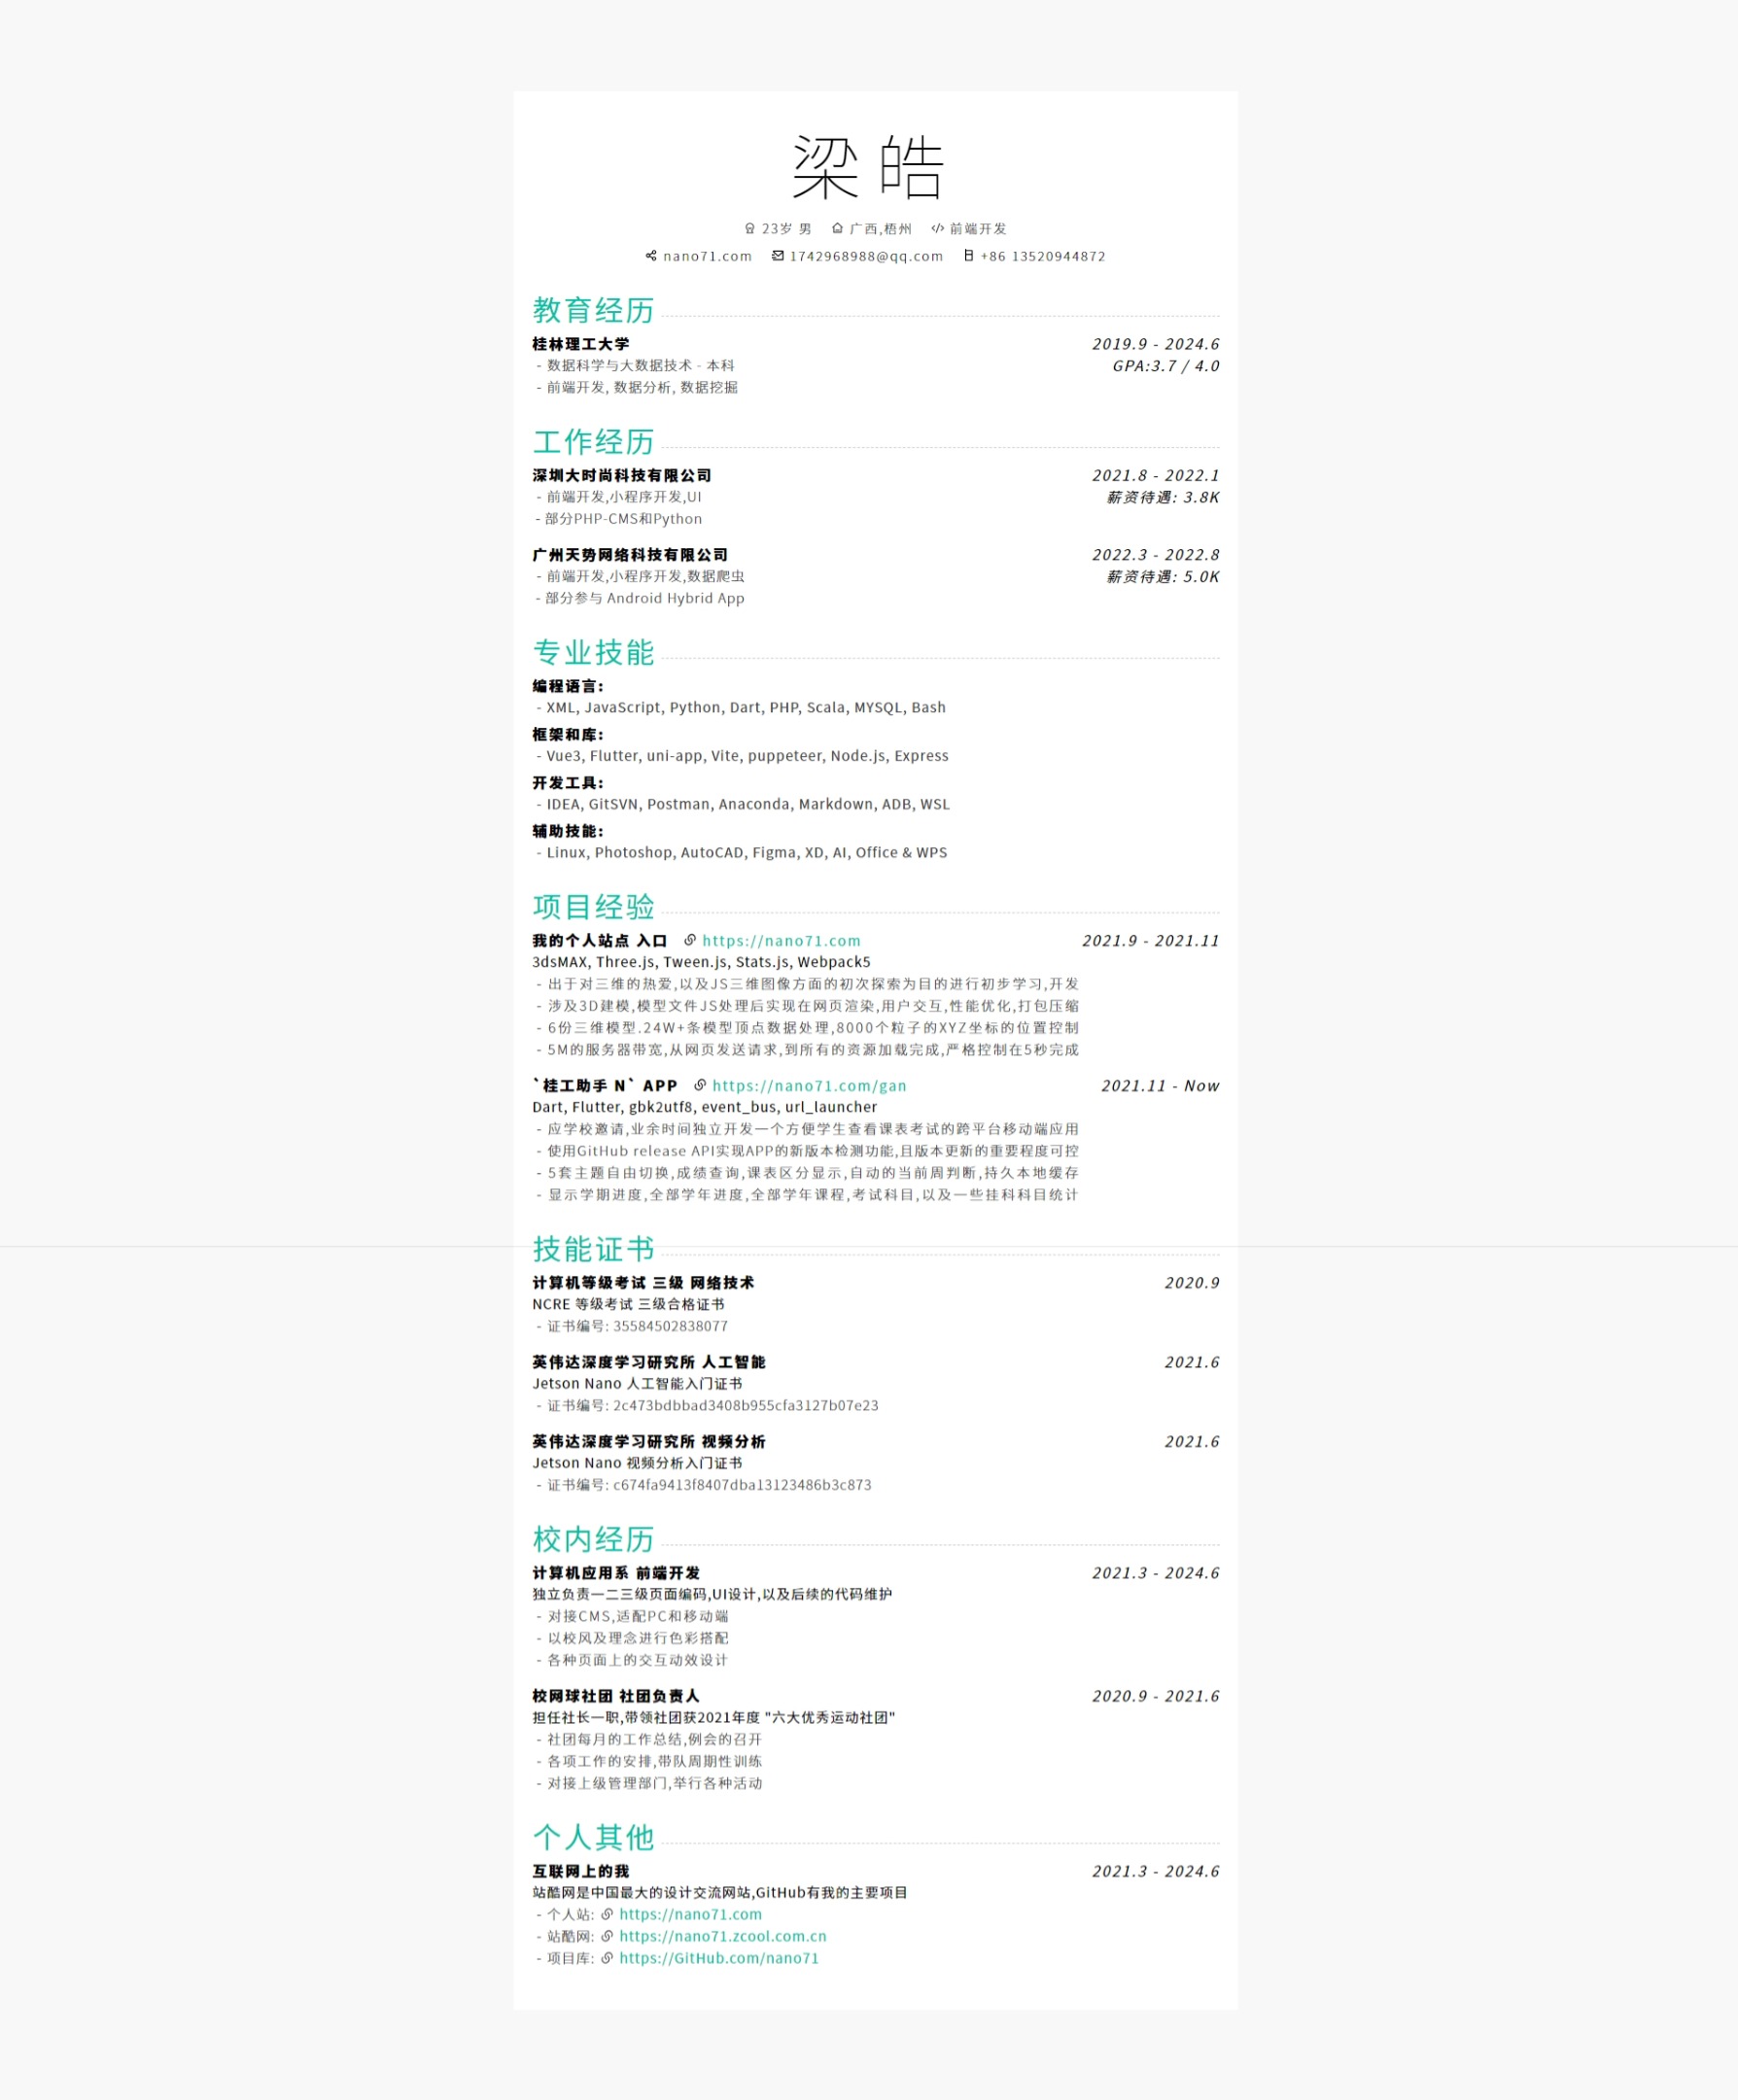 梁 皓
23岁 男 广西,梧州 前端开发
nano71.com 1742968988@qq.com +86 13520944872
教育经历
桂林理工大学 2019.9 - 2024.6
- 数据科学与大数据技术 - 本科 GPA:3.7 / 4.0
- 前端开发, 数据分析, 数据挖掘
工作经历
深圳大时尚科技有限公司 2021.8 - 2022.1
- 前端开发,小程序开发,UI 薪资待遇: 3.8K
- 部分PHP-CMS和Python
广州天势网络科技有限公司 2022.3 - 2022.8
- 前端开发,小程序开发,数据爬虫 薪资待遇: 5.0K
- 部分参与 Android Hybrid App
专业技能
编程语言:
- XML, JavaScript, Python, Dart, PHP, Scala, MYSQL, Bash
框架和库:
- Vue3, Flutter, uni-app, Vite, puppeteer, Node.js, Express
开发工具:
- IDEA, GitSVN, Postman, Anaconda, Markdown, ADB, WSL
辅助技能:
- Linux, Photoshop, AutoCAD, Figma, XD, AI, Office & WPS
项目经验
我的个人站点 入口 https://nano71.com 2021.9 - 2021.11
3dsMAX, Three.js, Tween.js, Stats.js, Webpack5
- 出于对三维的热爱,以及JS三维图像方面的初次探索为目的进行初步学习,开发
- 涉及3D建模,模型文件JS处理后实现在网页渲染,用户交互,性能优化,打包压缩
- 6份三维模型.24W+条模型顶点数据处理,8000个粒子的XYZ坐标的位置控制
- 5M的服务器带宽,从网页发送请求,到所有的资源加载完成,严格控制在5秒完成
`桂工助手 N` APP https://nano71.com/gan 2021.11 - Now
Dart, Flutter, gbk2utf8, event_bus, url_launcher
- 应学校邀请,业余时间独立开发一个方便学生查看课表考试的跨平台移动端应用
- 使用GitHub release API实现APP的新版本检测功能,且版本更新的重要程度可控
- 5套主题自由切换,成绩查询,课表区分显示,自动的当前周判断,持久本地缓存
- 显示学期进度,全部学年进度,全部学年课程,考试科目,以及一些挂科科目统计
技能证书
计算机等级考试 三级 网络技术 2020.9
NCRE 等级考试 三级合格证书
- 证书编号: 35584502838077
英伟达深度学习研究所 人工智能 2021.6
Jetson Nano 人工智能入门证书
- 证书编号: 2c473bdbbad3408b955cfa3127b07e23
英伟达深度学习研究所 视频分析 2021.6
Jetson Nano 视频分析入门证书
- 证书编号: c674fa9413f8407dba13123486b3c873
校内经历
计算机应用系 前端开发 2021.3 - 2024.6
独立负责一二三级页面编码,UI设计,以及后续的代码维护
- 对接CMS,适配PC和移动端
- 以校风及理念进行色彩搭配
- 各种页面上的交互动效设计
校网球社团 社团负责人 2020.9 - 2021.6
担任社长一职,带领社团获2021年度 "六大优秀运动社团"
- 社团每月的工作总结,例会的召开
- 各项工作的安排,带队周期性训练
- 对接上级管理部门,举行各种活动
个人其他
互联网上的我 2021.3 - 2024.6
站酷网是中国最大的设计交流网站,GitHub有我的主要项目
- 个人站: https://nano71.com
- 站酷网: https://nano71.zcool.com.cn
- 项目库: https://GitHub.com/nano71